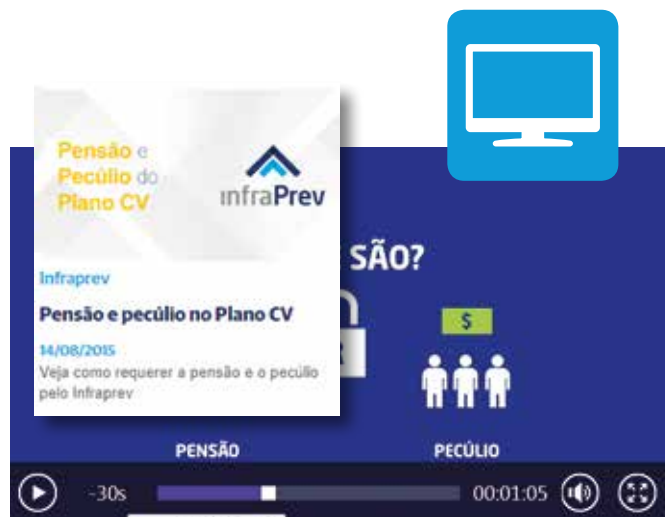 Pensão e
Pecúlio do
Plano CV
infraPrev
Infraprev
Pensão e pecúlio no Plano CV
14/08/2015
Veja como requerer a pensão e o pecúlio
pelo Infraprev
SÃO?
R
$
PENSÃO
PECÚLIO
-30s
00:01:05